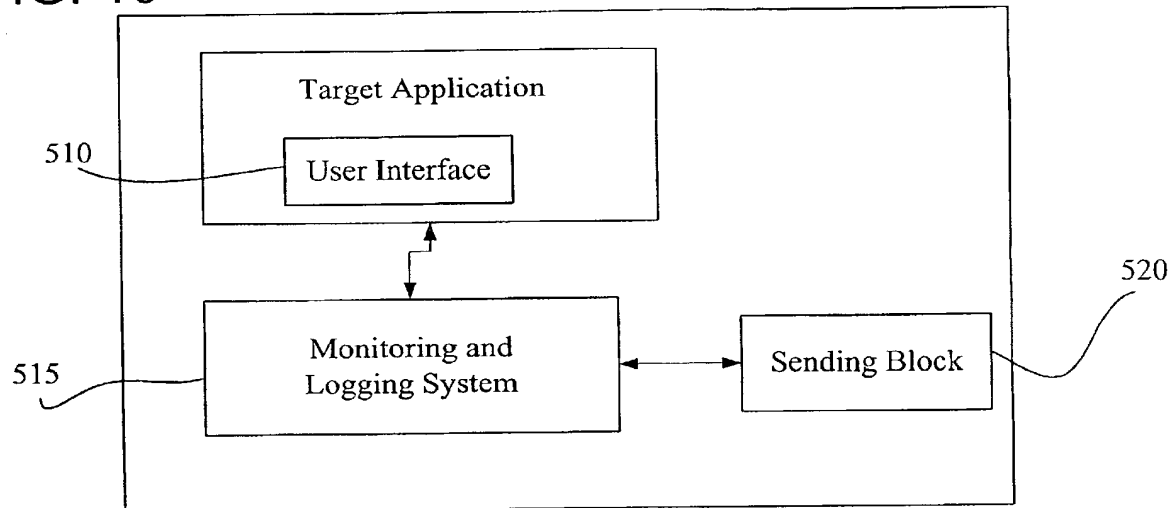 Target Application
510
User Interface
520
Monitoring and
Logging System
515
Sending Block